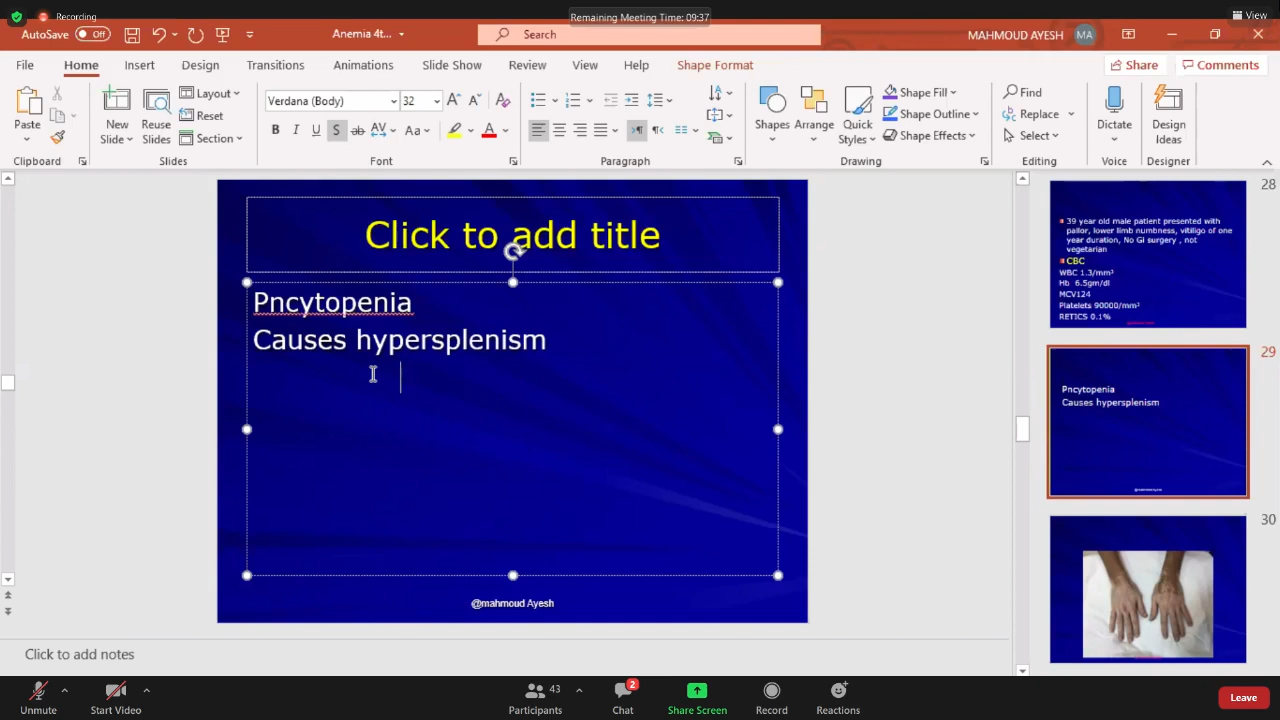 Recording
Remaining Meeting Time: 09:37
View
AutoSave Off
Anemia 4t...
Search
MAHMOUD AYESH MA
File Home Insert Design Transitions Animations Slide Show Review View Help Shape Format Share Comments
Paste
New Slides
Reuse Slides
Layout
Reset
Section
Verdana (Body) 32
B I U S ab AV Aa A
Shapes
Arrange
Quick Styles
Shape Fill
Shape Outline
Shape Effects
Find
Replace
Select
Dictate
Design Ideas
Clipboard Slides Font Paragraph Drawing Editing Voice Designer
Click to add title
Pncytopenia
Causes hypersplenism
@mahmoud Ayesh
28
39 year old male patient presented with
pallor, lower limb numbness, vitiligo of one
year duration, No GI surgery , not
vegetarian
CBC
WBC 1.3/mm³
Hb 6.5gm/dl
MCV124
Platelets 90000/mm³
RETICS 0.1%
29
Pncytopenia
Causes hypersplenism
@mahmoud Ayesh
30
Click to add notes
Unmute
Start Video
43
Participants
2
Chat
Share Screen
Record
Reactions
Leave